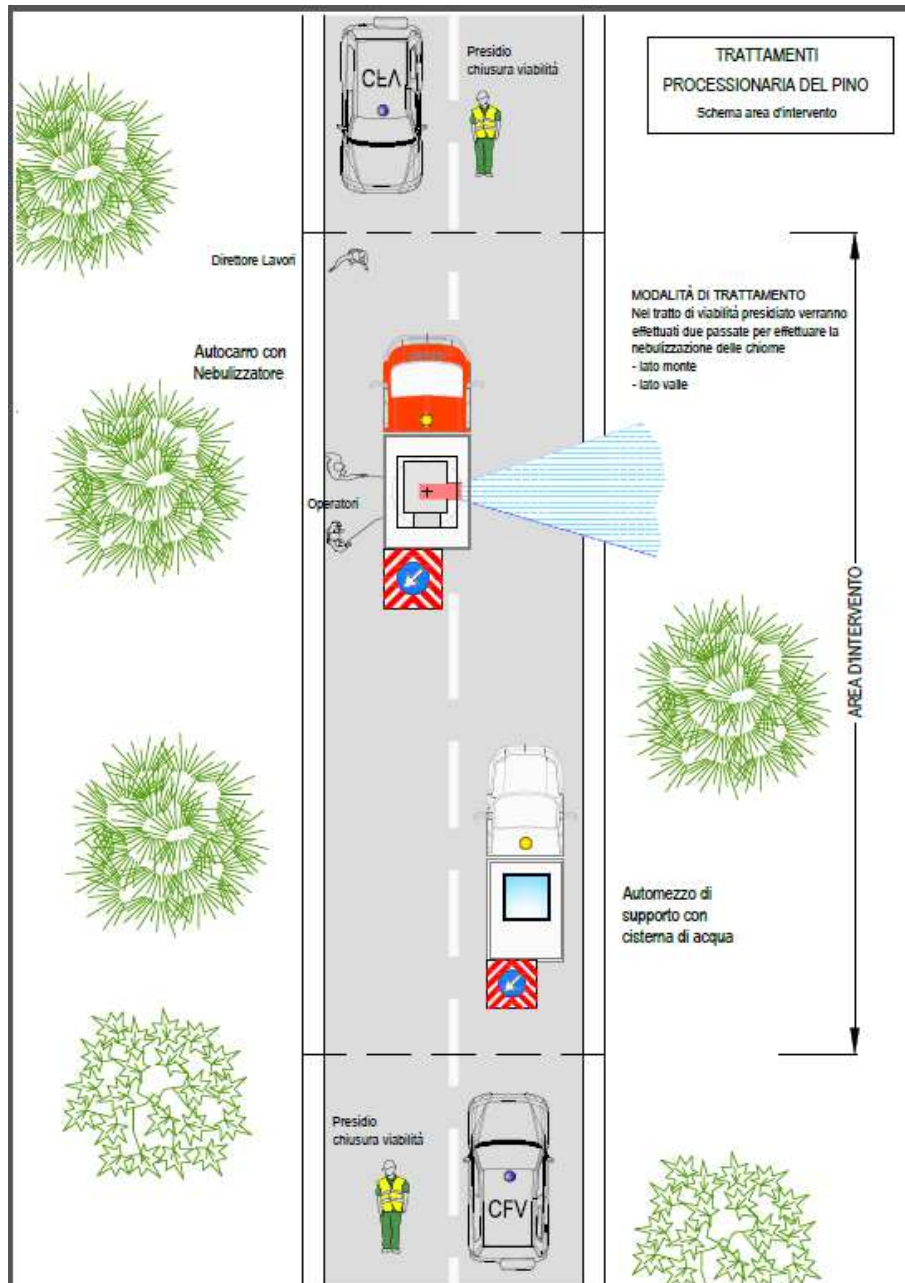 CFV
Presidio
chiusura viabilità
TRATTAMENTI
PROCESSIONARIA DEL PINO
Schema area d'intervento
Direttore Lavori
MODALITÀ DI TRATTAMENTO
Nel tratto di viabilità presidiato verranno
effettuati due passate per effettuare la
nebulizzazione delle chiome
- lato monte
- lato valle
Autocarro con
Nebulizzatore
Operatori
AREA D'INTERVENTO
Automezzo di
supporto con
cisterna di acqua
Presidio
chiusura viabilità
CFV